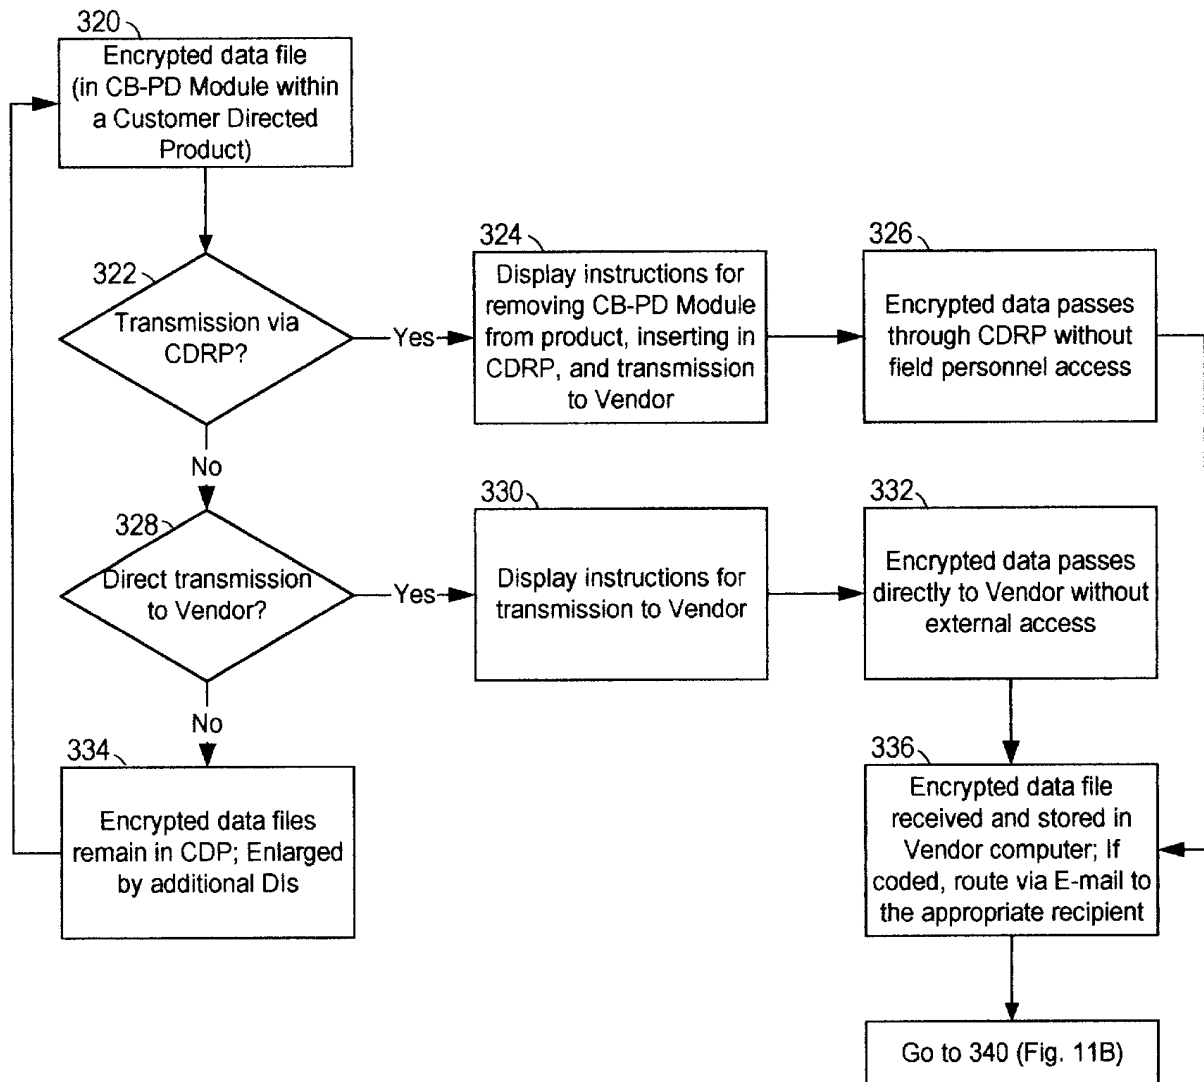 320
Encrypted data file
(in CB-PD Module within
a Customer Directed
Product)
322
Transmission via
CDRP?
Yes
324
Display instructions for
removing CB-PD Module
from product, inserting in
CDRP, and transmission
to Vendor
326
Encrypted data passes
through CDRP without
field personnel access
No
328
Direct transmission
to Vendor?
Yes
330
Display instructions for
transmission to Vendor
332
Encrypted data passes
directly to Vendor without
external access
No
334
Encrypted data files
remain in CDP; Enlarged
by additional DIs
336
Encrypted data file
received and stored in
Vendor computer; If
coded, route via E-mail to
the appropriate recipient
Go to 340 (Fig. 11B)